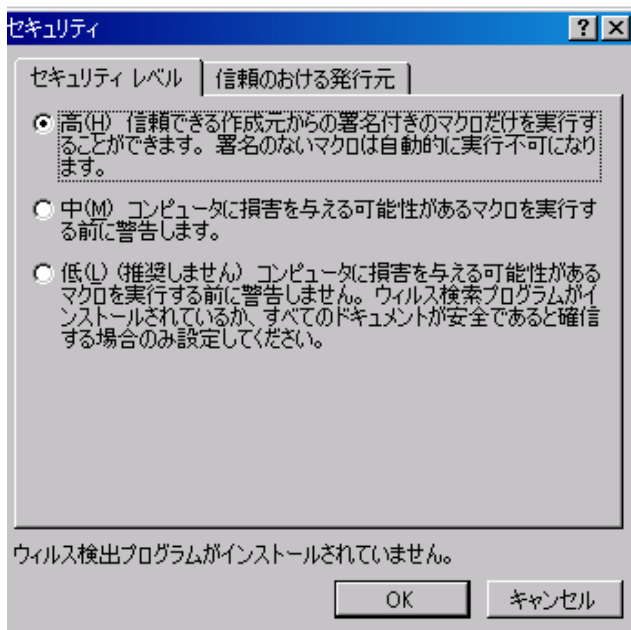 セキュリティ
セキュリティ レベル
信頼のおける発行元
高(H) 信頼できる作成元からの署名付きのマクロだけを実行す
ることができます。署名のないマクロは自動的に実行不可になり
ます。
中(M) コンピュータに損害を与える可能性があるマクロを実行す
る前に警告します。
低(L) (推奨しません) コンピュータに損害を与える可能性がある
マクロを実行する前に警告しません。ウィルス検索プログラムがイ
ンストールされているか、すべてのドキュメントが安全であると確信
する場合のみ設定してください。
ウィルス検出プログラムがインストールされていません。
OK
キャンセル